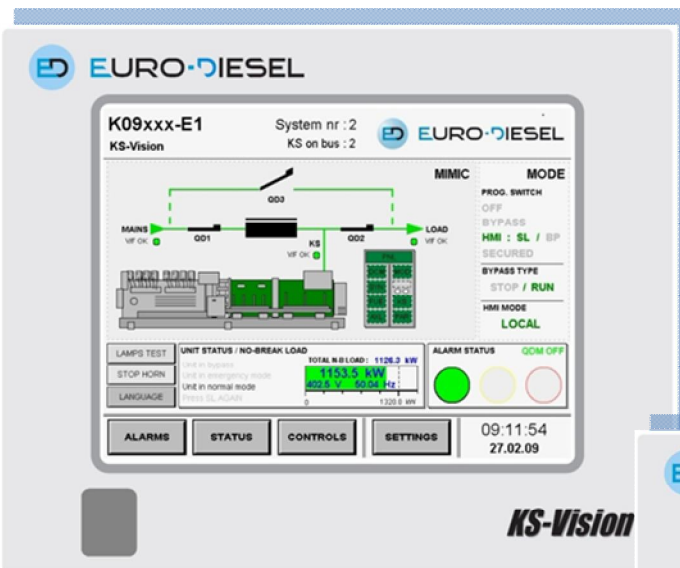 ED EURO·DIESEL
K09xxx-E1
KS-Vision
System nr : 2
KS on bus : 2
ED EURO·DIESEL
MIMIC
MODE
PROG. SWITCH
OFF
BYPASS
HMI : SL / BP
SECURED
BYPASS TYPE
STOP / RUN
HMI MODE
LOCAL
QD3
MAINS
V/F OK
QD1
KS
V/F OK
QD2
LOAD
V/F OK
LAMPS TEST
STOP HORN
LANGUAGE
UNIT STATUS / NO-BREAK LOAD
Unit in bypass
Unit in emergency mode
Unit in normal mode
Press SL AGAIN
TOTAL N-B LOAD : 1126.3 kW
1153.5 kW
402.5 V 50.04 Hz
0 1320.0 kW
ALARM STATUS
QDM OFF
ALARMS
STATUS
CONTROLS
SETTINGS
09:11:54
27.02.09
KS-Vision